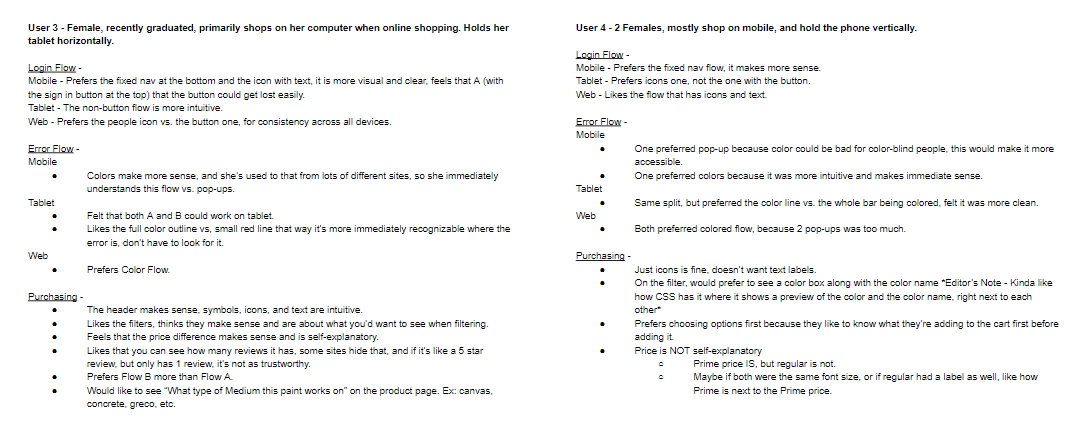 User 3 - Female, recently graduated, primarily shops on her computer when online shopping. Holds her
tablet horizontally.
Login Flow -
Mobile - Prefers the fixed nav at the bottom and the icon with text, it is more visual and clear, feels that A (with
the sign in button at the top) that the button could get lost easily.
Tablet - The non-button flow is more intuitive.
Web - Prefers the people icon vs. the button one, for consistency across all devices.
Error Flow -
Mobile
● Colors make more sense, and she's used to that from lots of different sites, so she immediately
understands this flow vs. pop-ups.
Tablet
● Felt that both A and B could work on tablet.
● Likes the full color outline vs, small red line that way it's more immediately recognizable where the
error is, don't have to look for it.
Web
● Prefers Color Flow.
Purchasing -
● The header makes sense, symbols, icons, and text are intuitive.
● Likes the filters, thinks they make sense and are about what you'd want to see when filtering.
● Feels that the price difference makes sense and is self-explanatory.
● Likes that you can see how many reviews it has, some sites hide that, and if it's like a 5 star
review, but only has 1 review, it's not as trustworthy.
● Prefers Flow B more than Flow A.
● Would like to see "What type of Medium this paint works on" on the product page. Ex: canvas,
concrete, greco, etc.
User 4 - 2 Females, mostly shop on mobile, and hold the phone vertically.
Login Flow -
Mobile - Prefers the fixed nav flow, it makes more sense.
Tablet - Prefers icons one, not the one with the button.
Web - Likes the flow that has icons and text.
Error Flow -
Mobile
● One preferred pop-up because color could be bad for color-blind people, this would make it more
accessible.
● One preferred colors because it was more intuitive and makes immediate sense.
Tablet
● Same split, but preferred the color line vs. the whole bar being colored, felt it was more clean.
Web
● Both preferred colored flow, because 2 pop-ups was too much.
Purchasing -
● Just icons is fine, doesn't want text labels.
● On the filter, would prefer to see a color box along with the color name *Editor's Note - Kinda like
how CSS has it where it shows a preview of the color and the color name, right next to each
other*
● Prefers choosing options first because they like to know what they're adding to the cart first before
adding it.
● Price is NOT self-explanatory
○ Prime price IS, but regular is not.
○ Maybe if both were the same font size, or if regular had a label as well, like how
Prime is next to the Prime price.